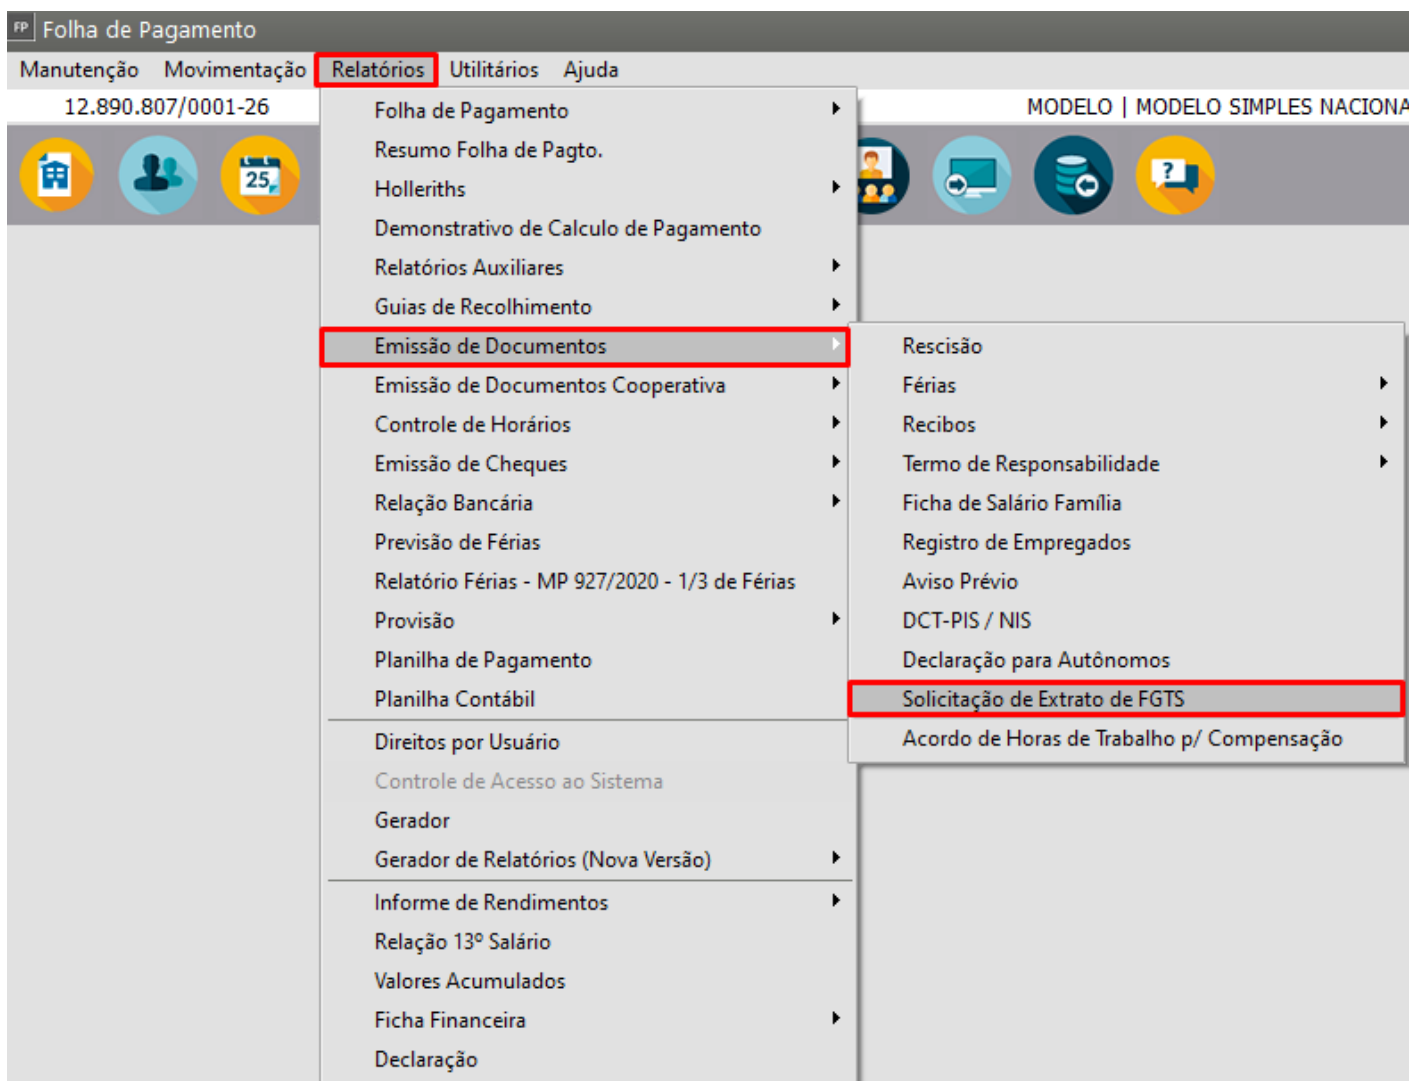 FP Folha de Pagamento
Manutenção Movimentação Relatórios Utilitários Ajuda
12.890.807/0001-26 MODELO | MODELO SIMPLES NACIONA
25
?
Folha de Pagamento
Resumo Folha de Pagto.
Holleriths
Demonstrativo de Calculo de Pagamento
Relatórios Auxiliares
Guias de Recolhimento
Emissão de Documentos
Emissão de Documentos Cooperativa
Controle de Horários
Emissão de Cheques
Relação Bancária
Previsão de Férias
Relatório Férias - MP 927/2020 - 1/3 de Férias
Provisão
Planilha de Pagamento
Planilha Contábil
Direitos por Usuário
Controle de Acesso ao Sistema
Gerador
Gerador de Relatórios (Nova Versão)
Informe de Rendimentos
Relação 13º Salário
Valores Acumulados
Ficha Financeira
Declaração
Rescisão
Férias
Recibos
Termo de Responsabilidade
Ficha de Salário Família
Registro de Empregados
Aviso Prévio
DCT-PIS / NIS
Declaração para Autônomos
Solicitação de Extrato de FGTS
Acordo de Horas de Trabalho p/ Compensação